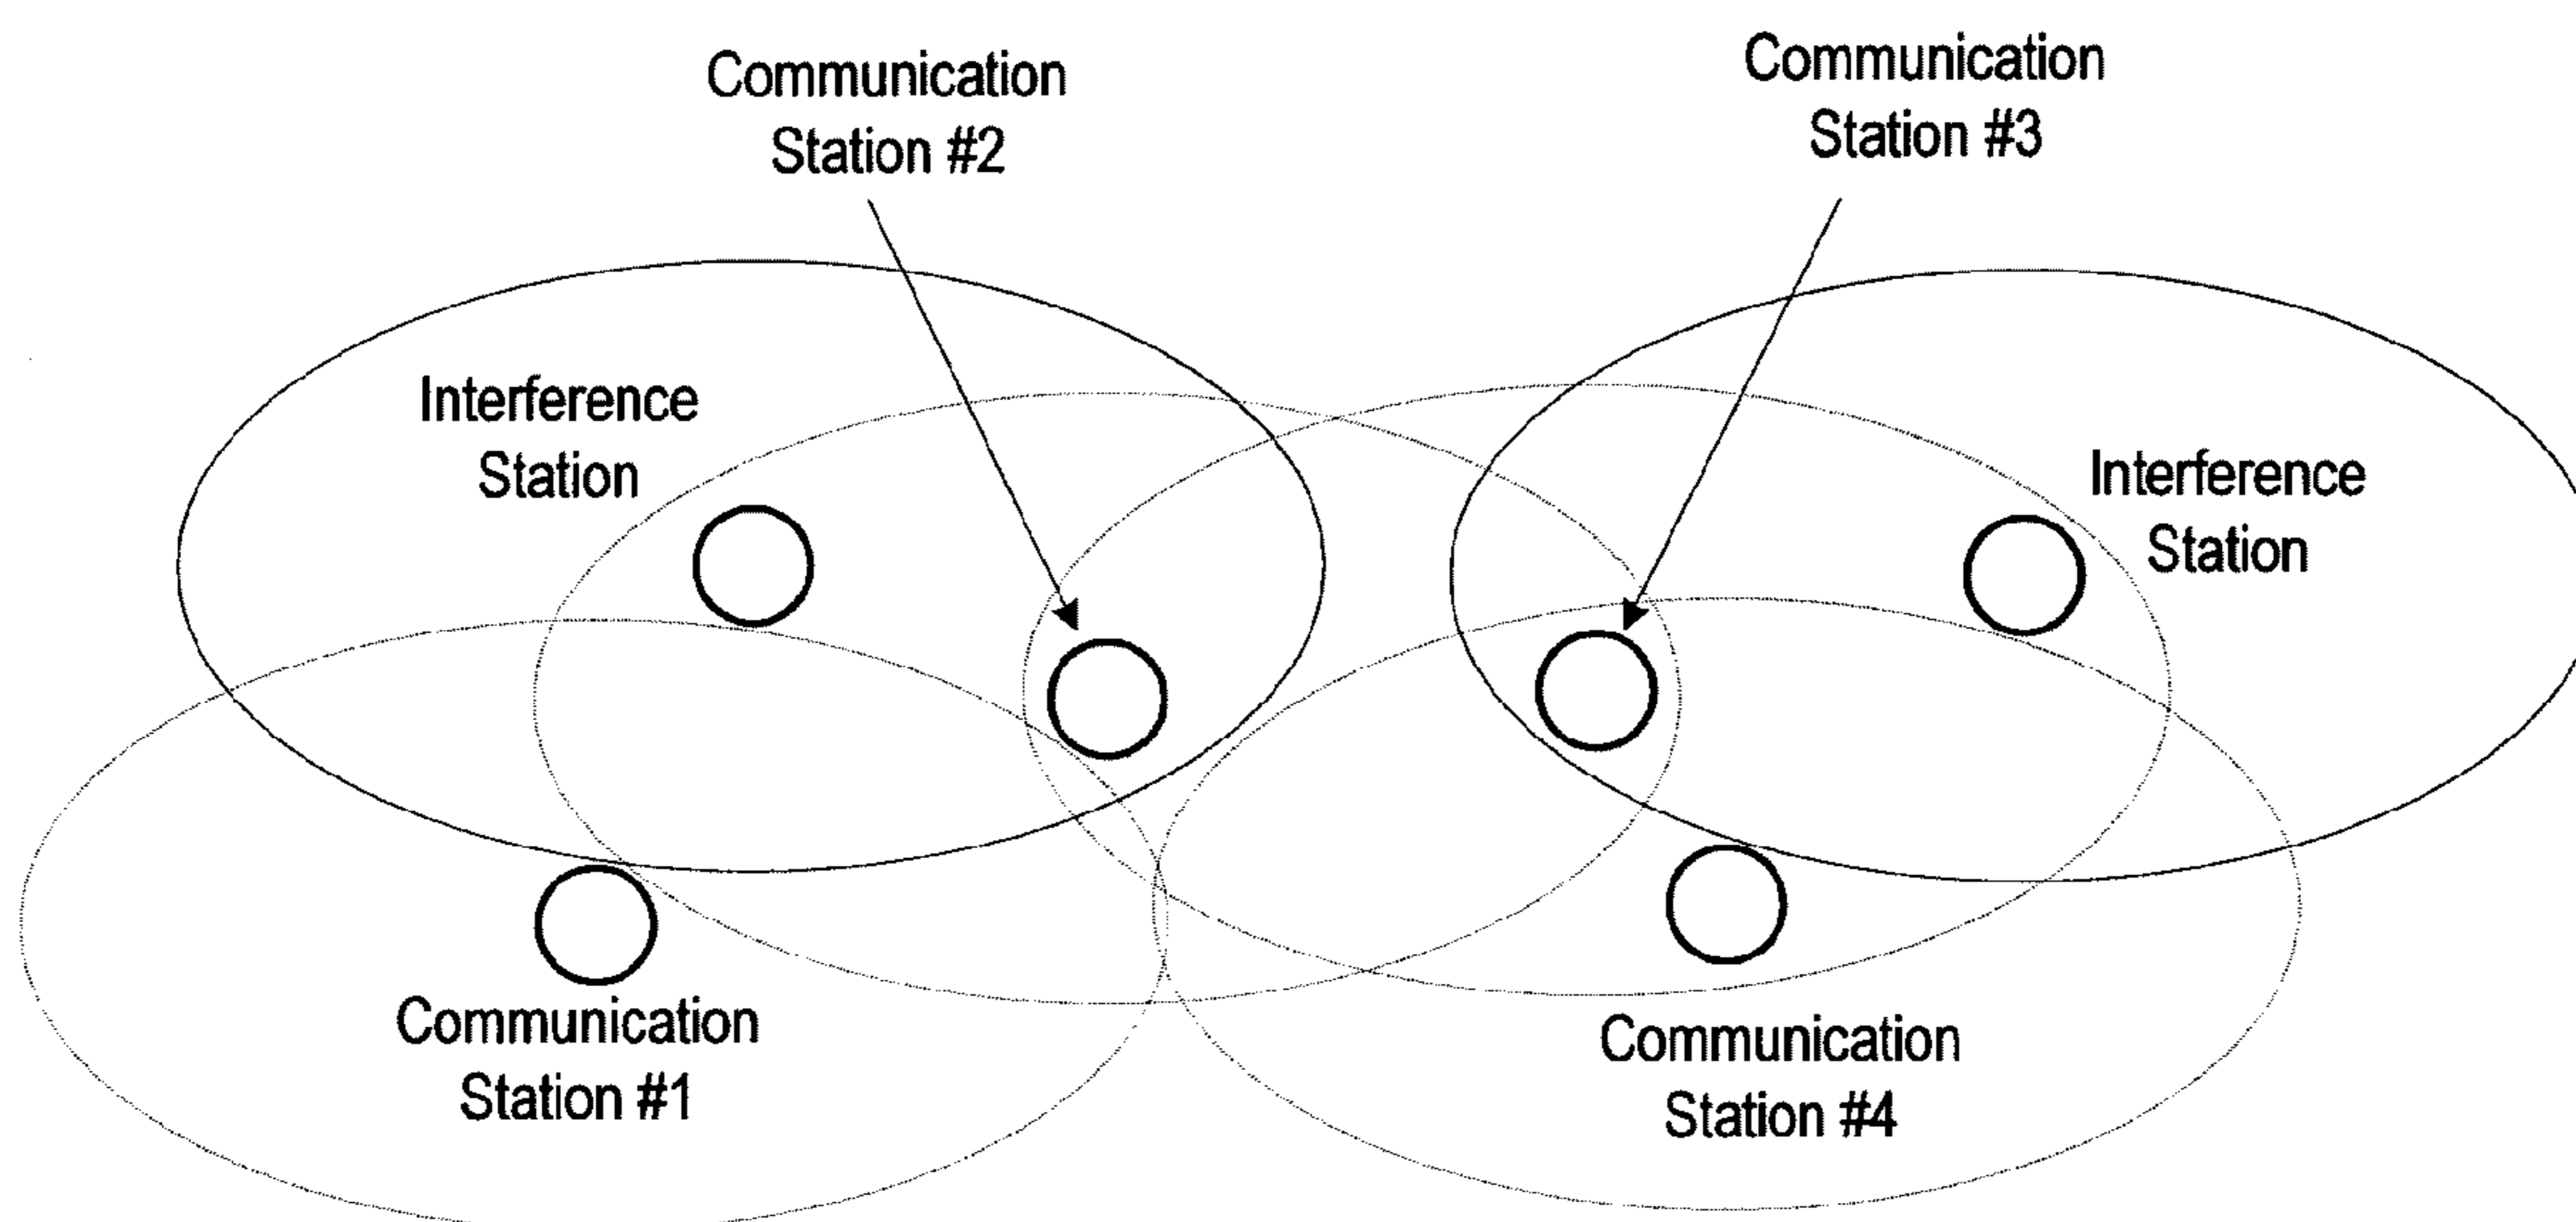 Communication
Station #2
Communication
Station #3
Interference
Station
Interference
Station
Communication
Station #1
Communication
Station #4